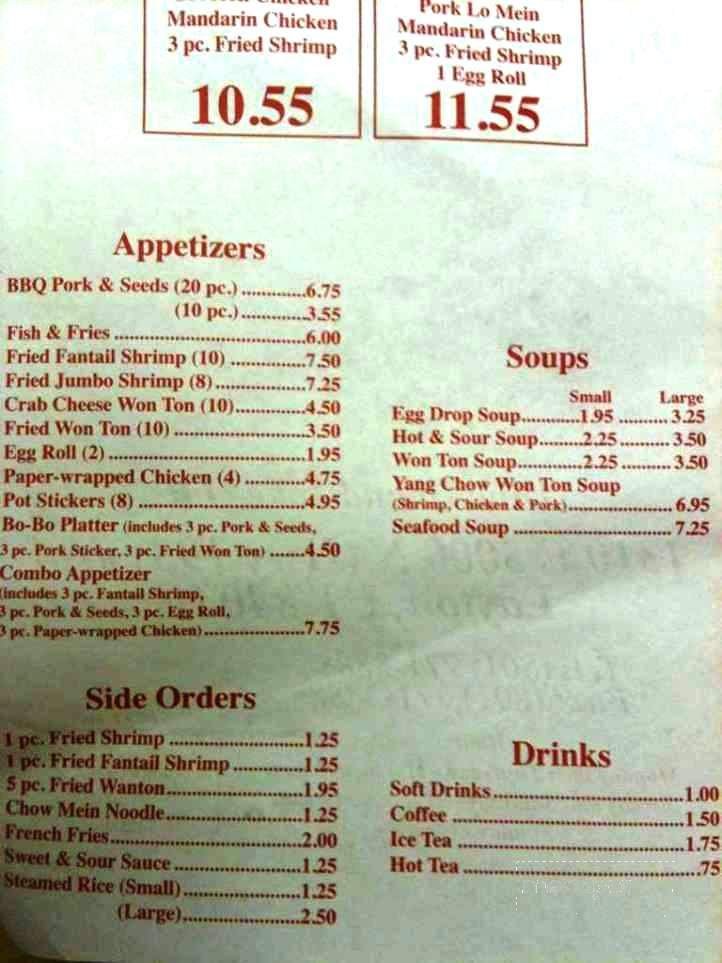 Mandarin Chicken
3 pc. Fried Shrimp
10.55
Pork Lo Mein
Mandarin Chicken
3 pc. Fried Shrimp
1 Egg Roll
11.55
Appetizers
BBQ Pork & Seeds (20 pc.) .............6.75
(10 pc.)..............3.55
Fish & Fries ........................................6.00
Fried Fantail Shrimp (10) ................7.50
Fried Jumbo Shrimp (8)...................7.25
Crab Cheese Won Ton (10)..............4.50
Fried Won Ton (10) ..........................3.50
Egg Roll (2) .........................................1.95
Paper-wrapped Chicken (4) .............4.75
Pot Stickers (8) ..................................4.95
Bo-Bo Platter (includes 3 pc. Pork & Seeds,
3 pc. Pork Sticker, 3 pc. Fried Won Ton) .......4.50
Combo Appetizer
(includes 3 pc. Fantail Shrimp,
3 pc. Pork & Seeds, 3 pc. Egg Roll,
3 pc. Paper-wrapped Chicken).....................7.75
Soups
Small Large
Egg Drop Soup............1.95 .......... 3.25
Hot & Sour Soup.........2.25 .......... 3.50
Won Ton Soup.............2.25 .......... 3.50
Yang Chow Won Ton Soup
(Shrimp, Chicken & Pork)...................... 6.95
Seafood Soup .................................. 7.25
Side Orders
1 pc. Fried Shrimp ............................1.25
1 pc. Fried Fantail Shrimp ..............1.25
5 pc. Fried Wanton............................1.95
Chow Mein Noodle............................1.25
French Fries........................................2.00
Sweet & Sour Sauce ..........................1.25
Steamed Rice (Small)........................1.25
(Large)........................2.50
Drinks
Soft Drinks........................................1.00
Coffee ................................................1.50
Ice Tea ...............................................1.75
Hot Tea .................................................75